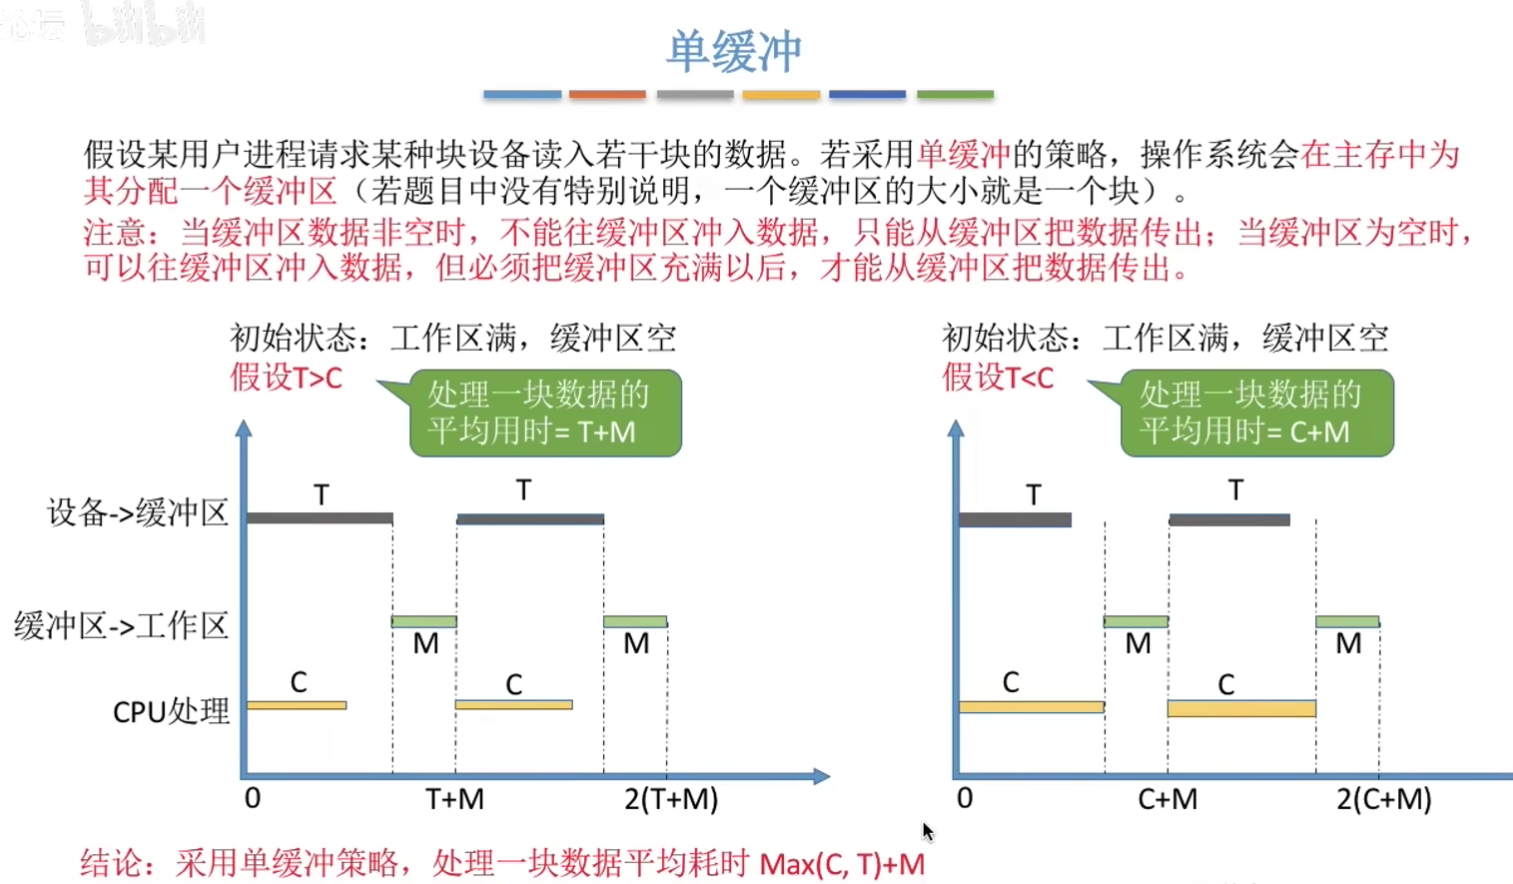 论坛 bilibili
单缓冲
假设某用户进程请求某种块设备读入若干块的数据。若采用单缓冲的策略，操作系统会在主存中为
其分配一个缓冲区（若题目中没有特别说明，一个缓冲区的大小就是一个块）。
注意：当缓冲区数据非空时，不能往缓冲区冲入数据，只能从缓冲区把数据传出；当缓冲区为空时，
可以往缓冲区冲入数据，但必须把缓冲区充满以后，才能从缓冲区把数据传出。
初始状态：工作区满，缓冲区空
假设T>C
处理一块数据的
平均用时= T+M
设备->缓冲区
T
T
缓冲区->工作区
M
M
CPU处理
C
C
0
T+M
2(T+M)
初始状态：工作区满，缓冲区空
假设T<C
处理一块数据的
平均用时= C+M
T
T
M
M
C
C
0
C+M
2(C+M)
结论：采用单缓冲策略，处理一块数据平均耗时 Max(C, T)+M